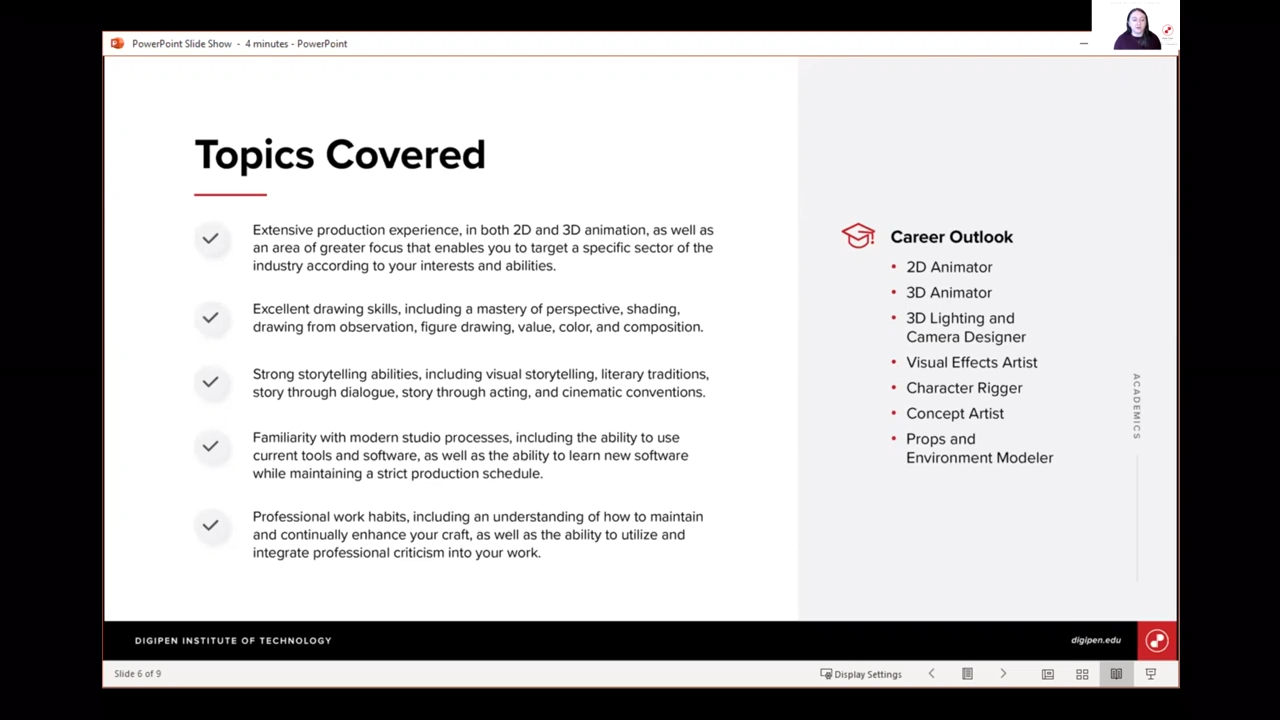 PowerPoint Slide Show - 4 minutes - PowerPoint
Topics Covered
Extensive production experience, in both 2D and 3D animation, as well as
an area of greater focus that enables you to target a specific sector of the
industry according to your interests and abilities.
Excellent drawing skills, including a mastery of perspective, shading,
drawing from observation, figure drawing, value, color, and composition.
Strong storytelling abilities, including visual storytelling, literary traditions,
story through dialogue, story through acting, and cinematic conventions.
Familiarity with modern studio processes, including the ability to use
current tools and software, as well as the ability to learn new software
while maintaining a strict production schedule.
Professional work habits, including an understanding of how to maintain
and continually enhance your craft, as well as the ability to utilize and
integrate professional criticism into your work.
Career Outlook
• 2D Animator
• 3D Animator
• 3D Lighting and
Camera Designer
• Visual Effects Artist
• Character Rigger
• Concept Artist
• Props and
Environment Modeler
ACADEMICS
DIGIPEN INSTITUTE OF TECHNOLOGY
digipen.edu
Slide 6 of 9
Display Settings